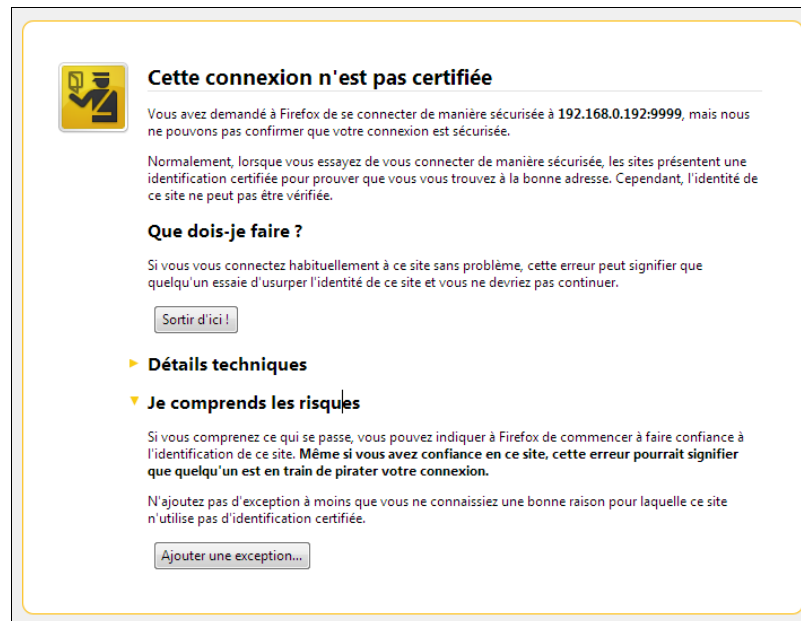 Cette connexion n'est pas certifiée
Vous avez demandé à Firefox de se connecter de manière sécurisée à 192.168.0.192:9999, mais nous
ne pouvons pas confirmer que votre connexion est sécurisée.
Normalement, lorsque vous essayez de vous connecter de manière sécurisée, les sites présentent une
identification certifiée pour prouver que vous vous trouvez à la bonne adresse. Cependant, l'identité de
ce site ne peut pas être vérifiée.
Que dois-je faire ?
Si vous vous connectez habituellement à ce site sans problème, cette erreur peut signifier que
quelqu'un essaie d'usurper l'identité de ce site et vous ne devriez pas continuer.
Sortir d'ici !
Détails techniques
Je comprends les risques
Si vous comprenez ce qui se passe, vous pouvez indiquer à Firefox de commencer à faire confiance à
l'identification de ce site. Même si vous avez confiance en ce site, cette erreur pourrait signifier
que quelqu'un est en train de pirater votre connexion.
N'ajoutez pas d'exception à moins que vous ne connaissiez une bonne raison pour laquelle ce site
n'utilise pas d'identification certifiée.
Ajouter une exception...